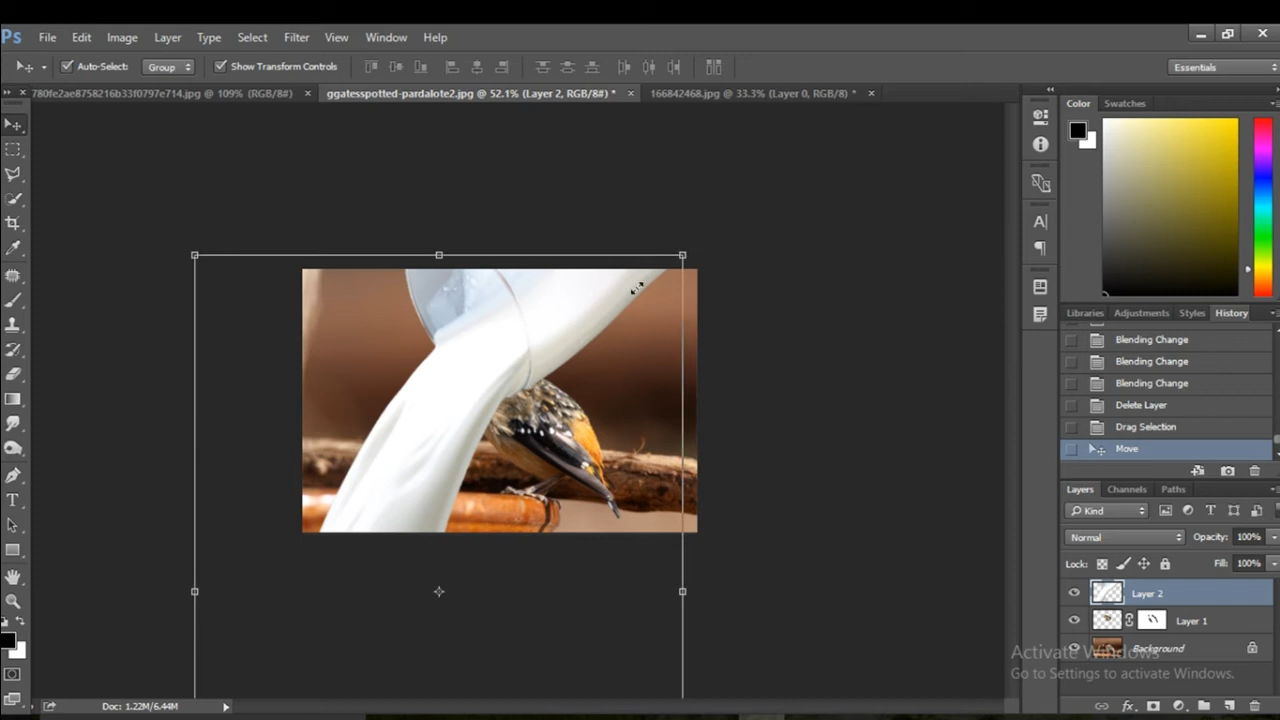 Ps File Edit Image Layer Type Select Filter View Window Help
Auto-Select: Group Show Transform Controls Essentials
780fe2ae8758216b33f0797e714.jpg @ 109% (RGB/8#) × ggatesspotted-pardalote2.jpg @ 52.1% (Layer 2, RGB/8#) * × 166842468.jpg @ 33.3% (Layer 0, RGB/8) * ×
Color Swatches
Libraries Adjustments Styles History
Blending Change
Blending Change
Blending Change
Delete Layer
Drag Selection
Move
Layers Channels Paths
Kind
Normal Opacity: 100%
Lock: Fill: 100%
Layer 2
Layer 1
Background
Activate Windows
Go to Settings to activate Windows.
Doc: 1.22M/6.44M